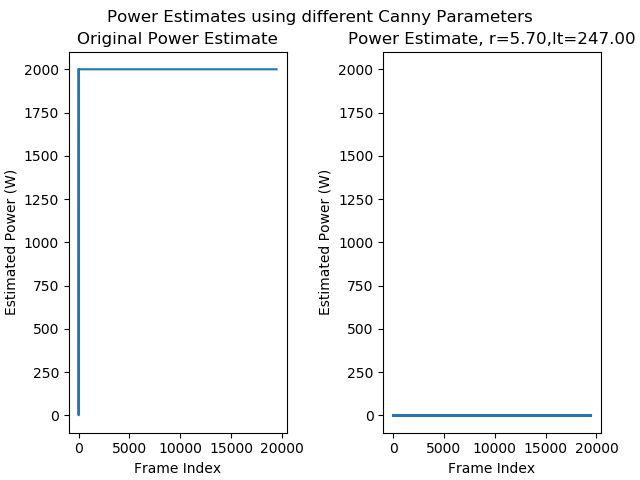 Power Estimates using different Canny Parameters
Original Power Estimate
2000
1750
1500
1250
1000
750
500
250
0
Estimated Power (W)
0 5000 10000 15000 20000
Frame Index
Power Estimate, r=5.70,lt=247.00
2000
1750
1500
1250
1000
750
500
250
0
Estimated Power (W)
0 5000 10000 15000 20000
Frame Index